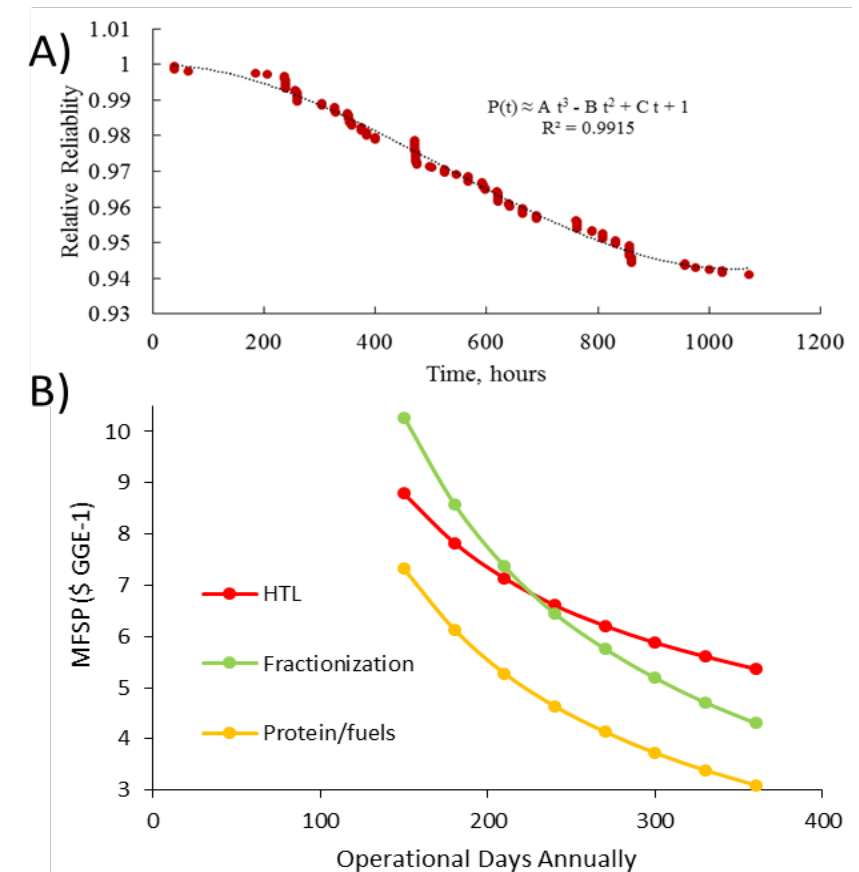 A)
1.01
1
0.99
0.98
0.97
0.96
0.95
0.94
0.93
Relative Reliability
P(t) ≈ A t³ - B t² + C t + 1
R² = 0.9915
0 200 400 600 800 1000 1200
Time, hours
B)
10
9
8
7
6
5
4
3
MFSP ($ GGE-1)
HTL
Fractionization
Protein/fuels
0 100 200 300 400
Operational Days Annually